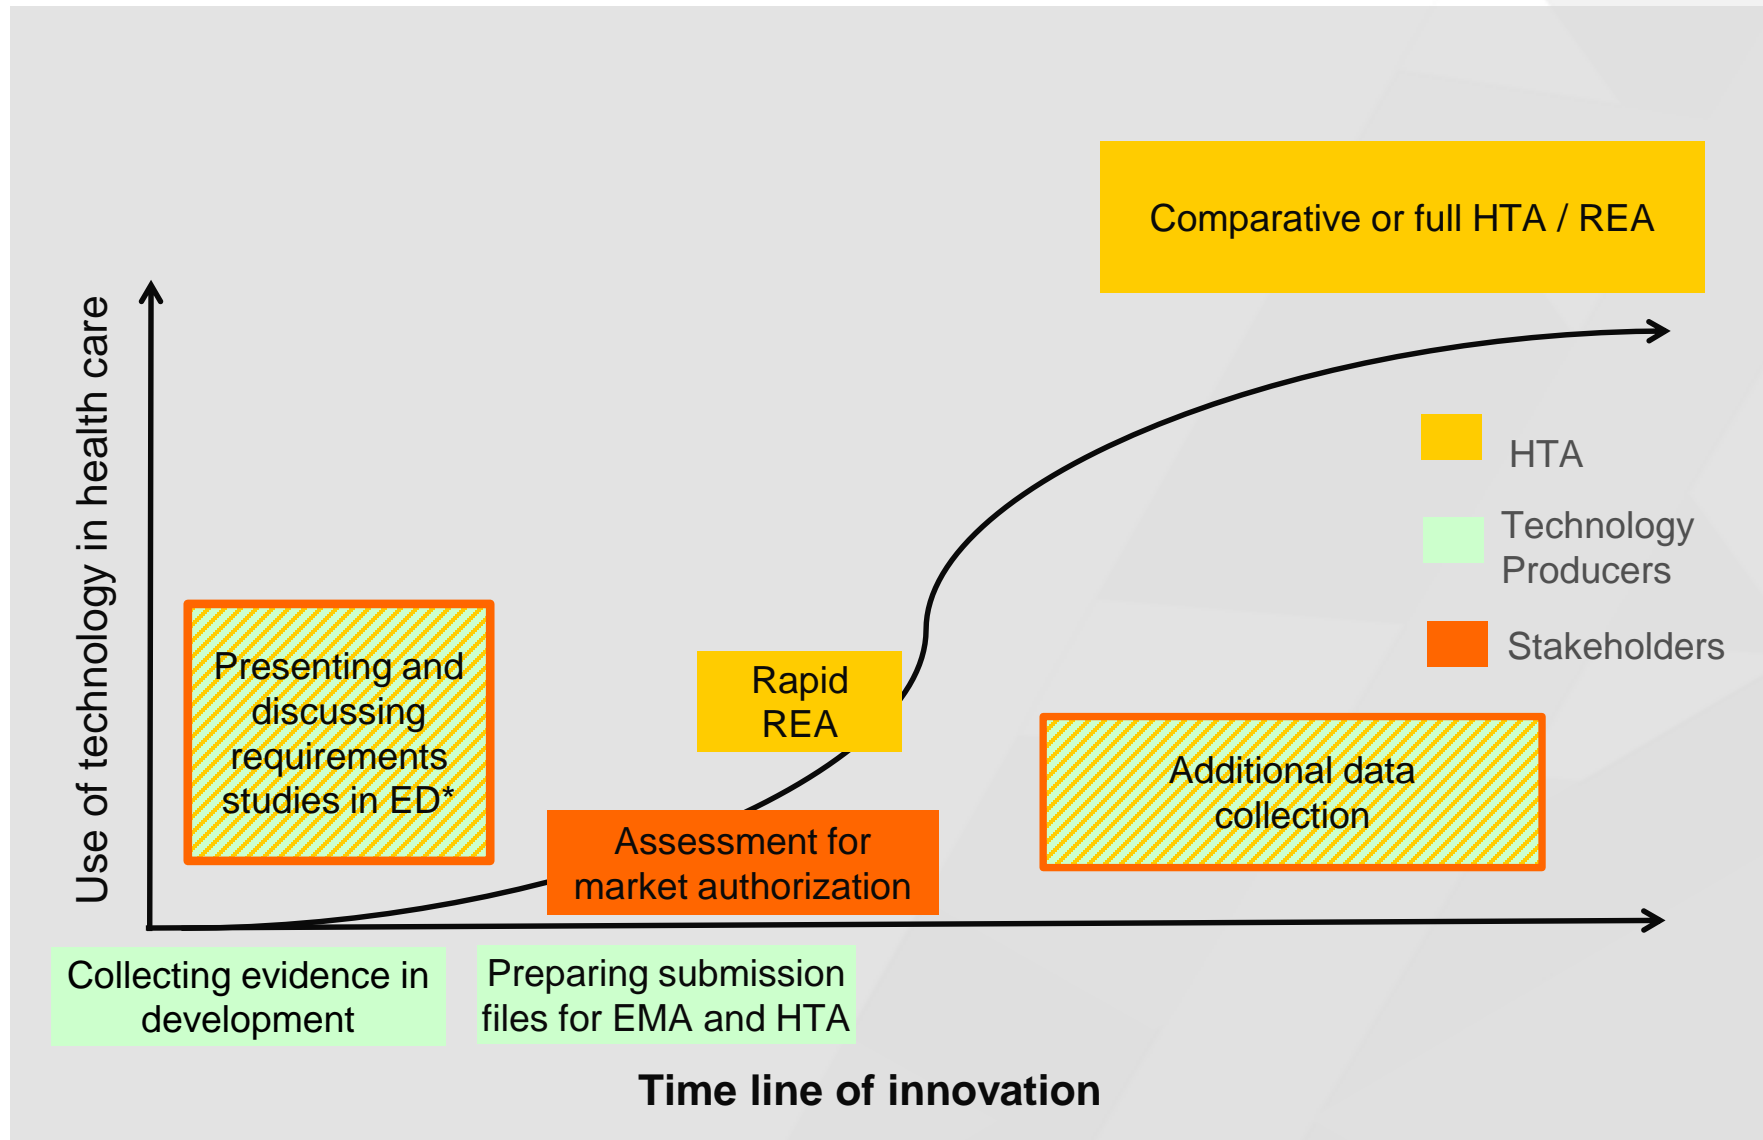 Comparative or full HTA / REA
Use of technology in health care
HTA
Technology
Producers
Stakeholders
Presenting and
discussing
requirements
studies in ED*
Rapid
REA
Additional data
collection
Assessment for
market authorization
Collecting evidence in
development
Preparing submission
files for EMA and HTA
Time line of innovation